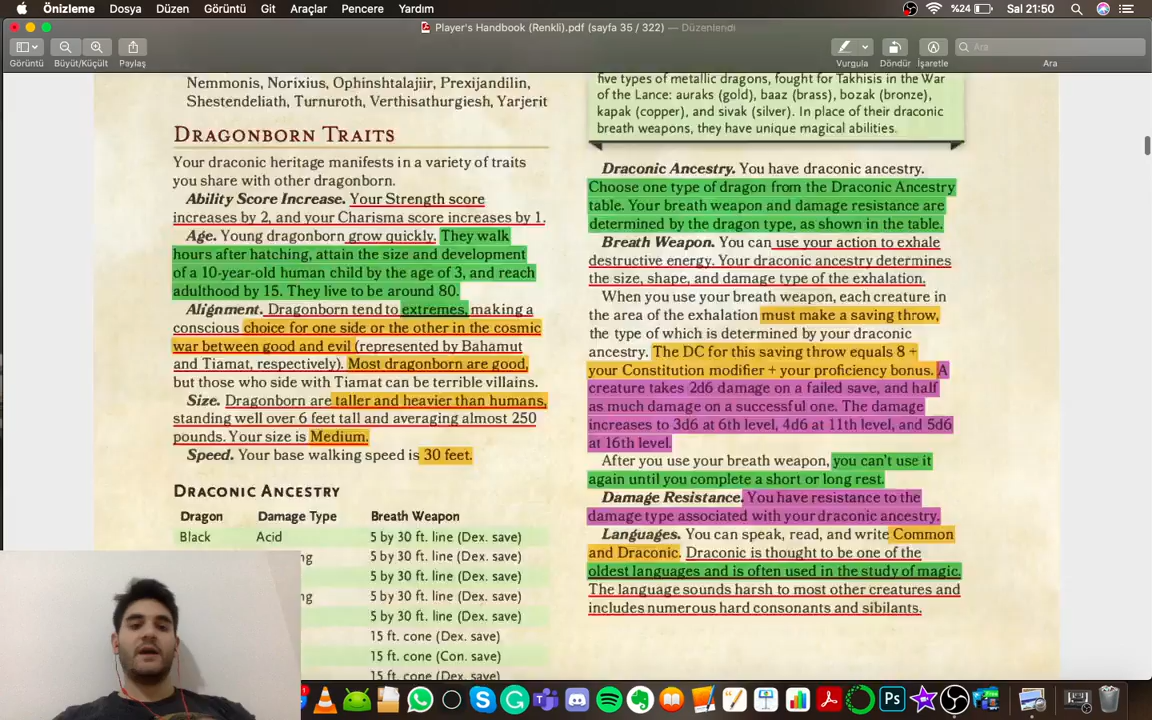 Önizleme Dosya Düzen Görüntü Git Araçlar Pencere Yardım %24 Sal 21:50
Player's Handbook (Renkli).pdf (sayfa 35 / 322) — Düzenlendi
Görüntü Büyüt/Küçült Paylaş Vurgula Döndür İşaretle Ara
Ara
Nemmonis, Norixius, Ophinshtalajir, Prexijandilin,
Shestendeliath, Turnuroth, Verthisathurgiesh, Yarjerit
DRAGONBORN TRAITS
Your draconic heritage manifests in a variety of traits
you share with other dragonborn.
Ability Score Increase. Your Strength score
increases by 2, and your Charisma score increases by 1.
Age. Young dragonborn grow quickly. They walk
hours after hatching, attain the size and development
of a 10-year-old human child by the age of 3, and reach
adulthood by 15. They live to be around 80.
Alignment. Dragonborn tend to extremes, making a
conscious choice for one side or the other in the cosmic
war between good and evil (represented by Bahamut
and Tiamat, respectively). Most dragonborn are good,
but those who side with Tiamat can be terrible villains.
Size. Dragonborn are taller and heavier than humans,
standing well over 6 feet tall and averaging almost 250
pounds. Your size is Medium.
Speed. Your base walking speed is 30 feet.
DRACONIC ANCESTRY
Dragon Damage Type Breath Weapon
Black Acid 5 by 30 ft. line (Dex. save)
ng 5 by 30 ft. line (Dex. save)
5 by 30 ft. line (Dex. save)
ng 5 by 30 ft. line (Dex. save)
5 by 30 ft. line (Dex. save)
15 ft. cone (Dex. save)
15 ft. cone (Con. save)
15 ft. cone (Dex. save)
five types of metallic dragons, fought for Takhisis in the War
of the Lance: auraks (gold), baaz (brass), bozak (bronze),
kapak (copper), and sivak (silver). In place of their draconic
breath weapons, they have unique magical abilities.
Draconic Ancestry. You have draconic ancestry.
Choose one type of dragon from the Draconic Ancestry
table. Your breath weapon and damage resistance are
determined by the dragon type, as shown in the table.
Breath Weapon. You can use your action to exhale
destructive energy. Your draconic ancestry determines
the size, shape, and damage type of the exhalation.
When you use your breath weapon, each creature in
the area of the exhalation must make a saving throw,
the type of which is determined by your draconic
ancestry. The DC for this saving throw equals 8 +
your Constitution modifier + your proficiency bonus. A
creature takes 2d6 damage on a failed save, and half
as much damage on a successful one. The damage
increases to 3d6 at 6th level, 4d6 at 11th level, and 5d6
at 16th level.
After you use your breath weapon, you can't use it
again until you complete a short or long rest.
Damage Resistance. You have resistance to the
damage type associated with your draconic ancestry.
Languages. You can speak, read, and write Common
and Draconic. Draconic is thought to be one of the
oldest languages and is often used in the study of magic.
The language sounds harsh to most other creatures and
includes numerous hard consonants and sibilants.
Ps